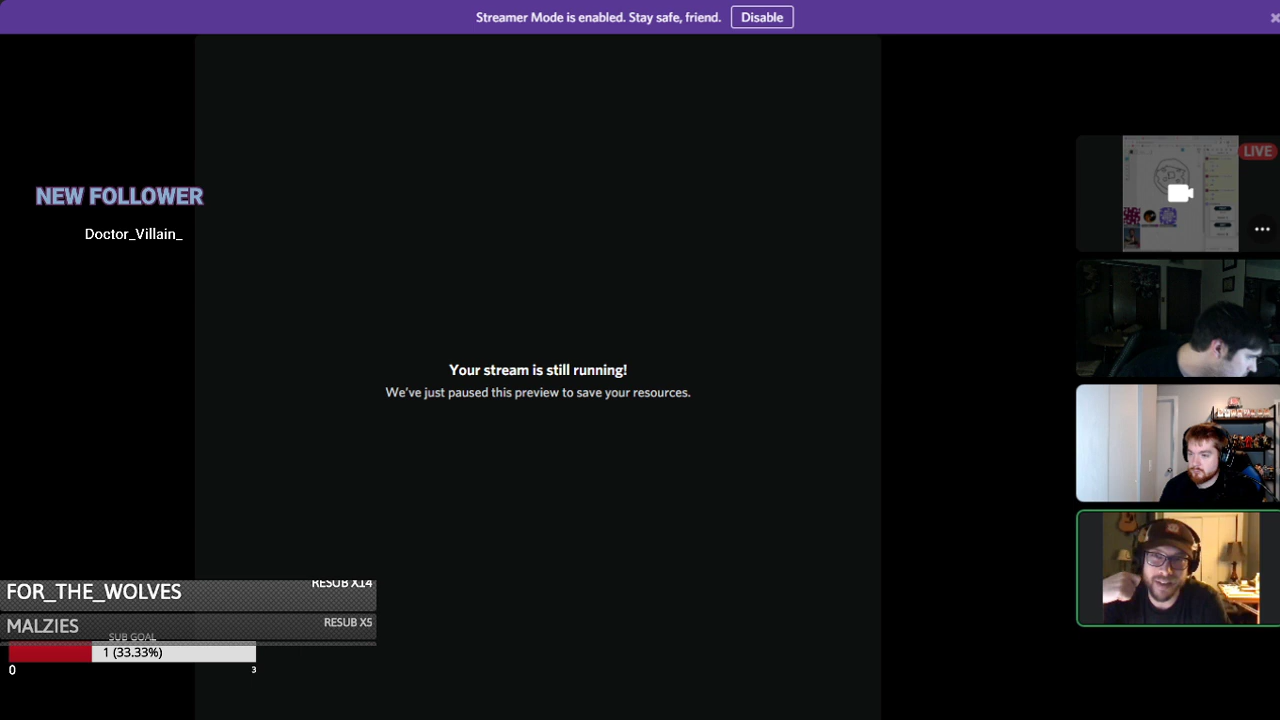 Streamer Mode is enabled. Stay safe, friend.
Disable
LIVE
NEW FOLLOWER
Doctor_Villain_
Your stream is still running!
We've just paused this preview to save your resources.
FOR_THE_WOLVES
RESUB X14
MALZIES
RESUB X5
SUB GOAL
1 (33.33%)
0
3